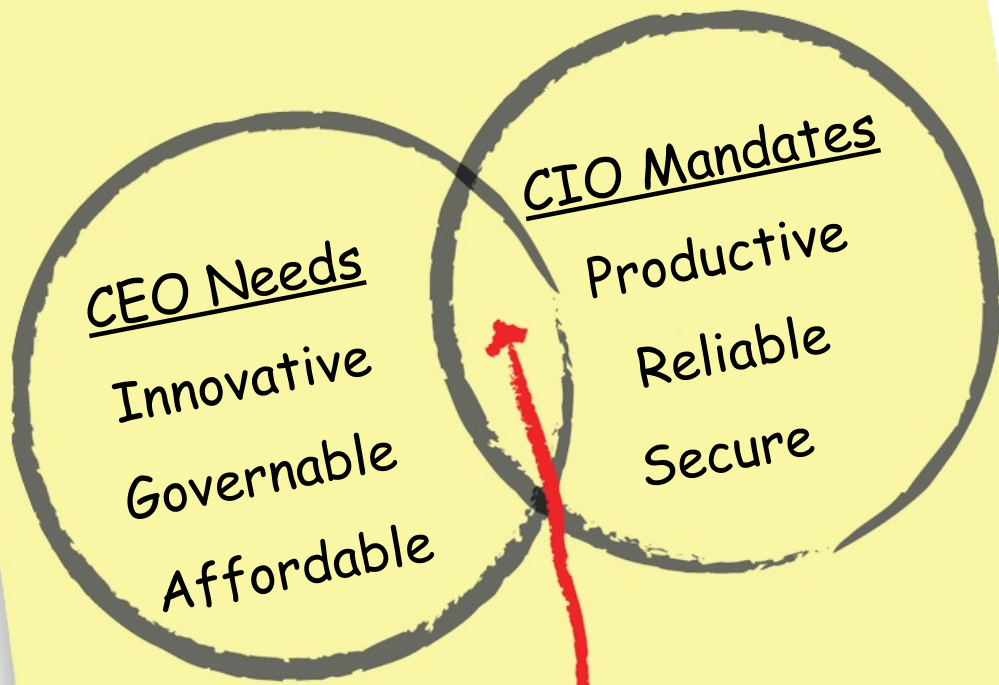 CEO Needs
Innovative
Governable
Affordable
CIO Mandates
Productive
Reliable
Secure